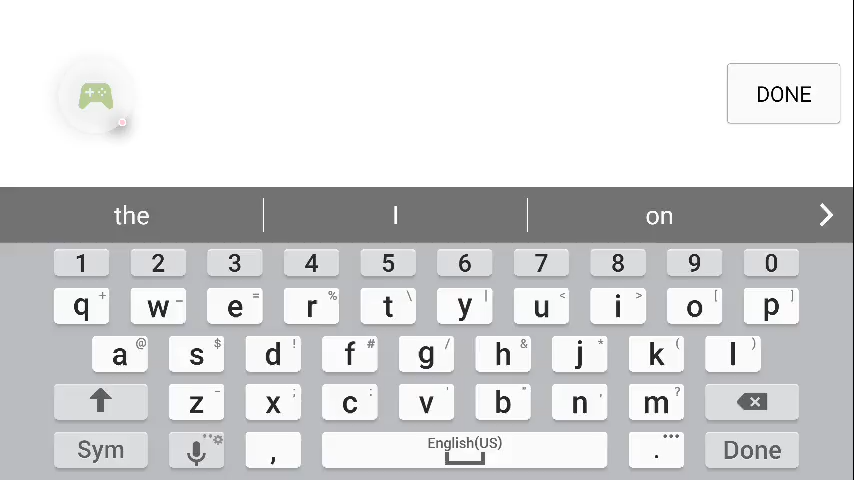 DONE
the I on
1 2 3 4 5 6 7 8 9 0
q + w - e = r % t \ y | u < i > o [ p ]
a @ s $ d ! f # g / h & j * k ( l )
z - x ; c : v ' b " n , m ?
Sym , English(US) . ... Done